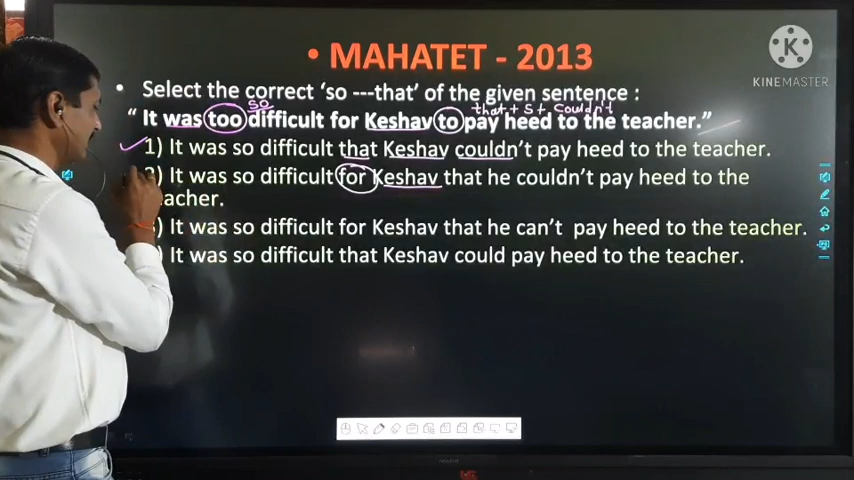 • MAHATET - 2013
KINEMASTER
• Select the correct ‘so ---that’ of the given sentence :
so that + S + Couldn't
“ It was too difficult for Keshav to pay heed to the teacher.”
1) It was so difficult that Keshav couldn’t pay heed to the teacher.
2) It was so difficult for Keshav that he couldn’t pay heed to the
teacher.
) It was so difficult for Keshav that he can’t pay heed to the teacher.
) It was so difficult that Keshav could pay heed to the teacher.